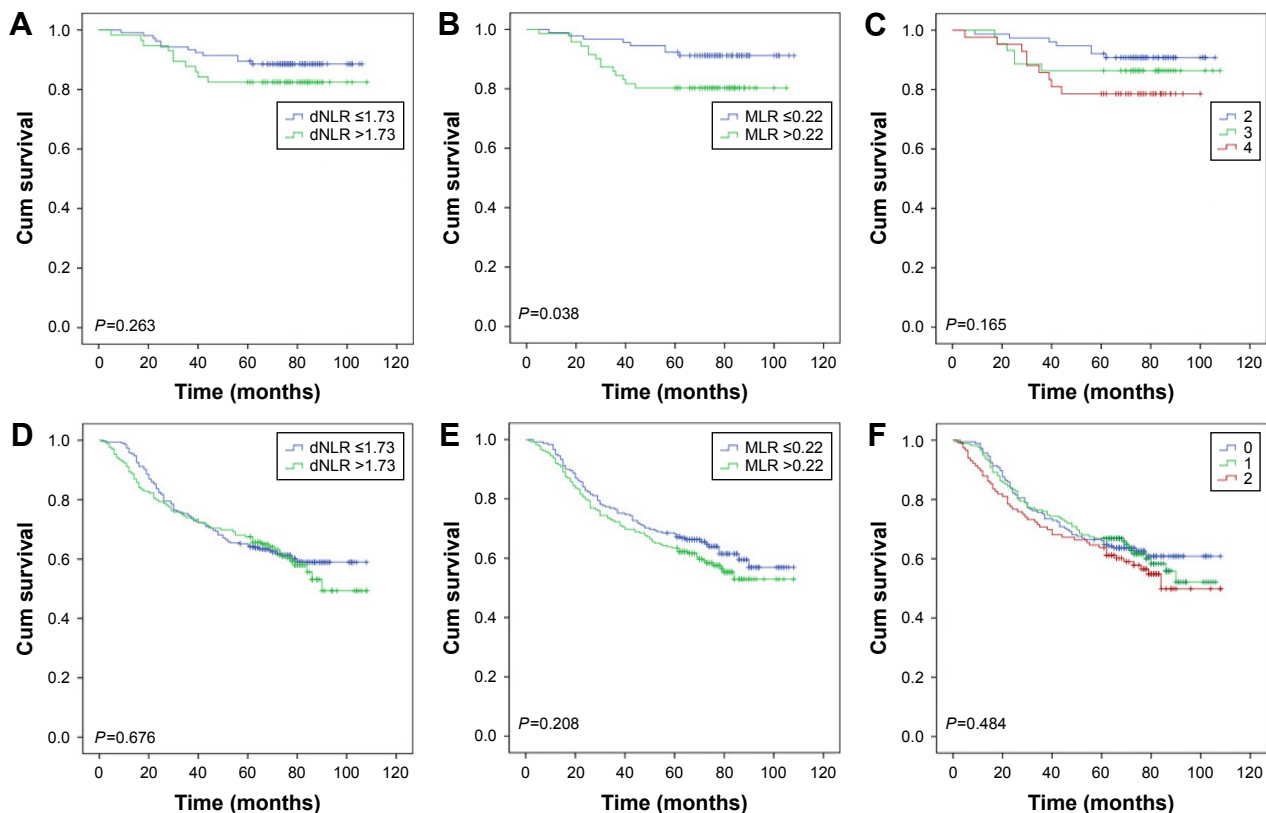 A
Cum survival
1.0
0.8
0.6
0.4
0.2
0.0
dNLR ≤1.73
dNLR >1.73
P=0.263
0 20 40 60 80 100 120
Time (months)
B
Cum survival
1.0
0.8
0.6
0.4
0.2
0.0
MLR ≤0.22
MLR >0.22
P=0.038
0 20 40 60 80 100 120
Time (months)
C
Cum survival
1.0
0.8
0.6
0.4
0.2
0.0
2
3
4
P=0.165
0 20 40 60 80 100 120
Time (months)
D
Cum survival
1.0
0.8
0.6
0.4
0.2
0.0
dNLR ≤1.73
dNLR >1.73
P=0.676
0 20 40 60 80 100 120
Time (months)
E
Cum survival
1.0
0.8
0.6
0.4
0.2
0.0
MLR ≤0.22
MLR >0.22
P=0.208
0 20 40 60 80 100 120
Time (months)
F
Cum survival
1.0
0.8
0.6
0.4
0.2
0.0
0
1
2
P=0.484
0 20 40 60 80 100 120
Time (months)